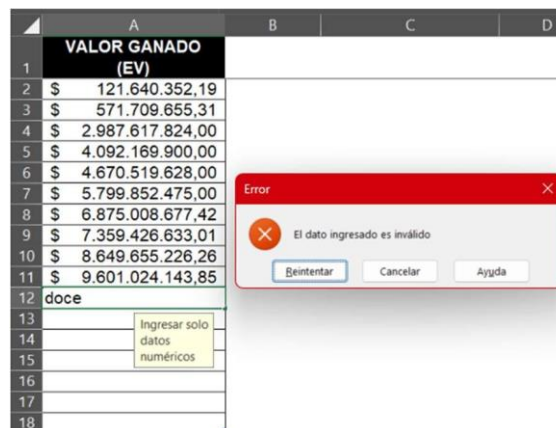 A B C D
VALOR GANADO
(EV)
1
2 $ 121.640.352,19
3 $ 571.709.655,31
4 $ 2.987.617.824,00
5 $ 4.092.169.900,00
6 $ 4.670.519.628,00
7 $ 5.799.852.475,00
8 $ 6.875.008.677,42
9 $ 7.359.426.633,01
10 $ 8.649.655.226,26
11 $ 9.601.024.143,85
12 doce
13
14
15
16
17
18
Ingresar solo
datos
numéricos
Error
El dato ingresado es inválido
Reintentar Cancelar Ayuda